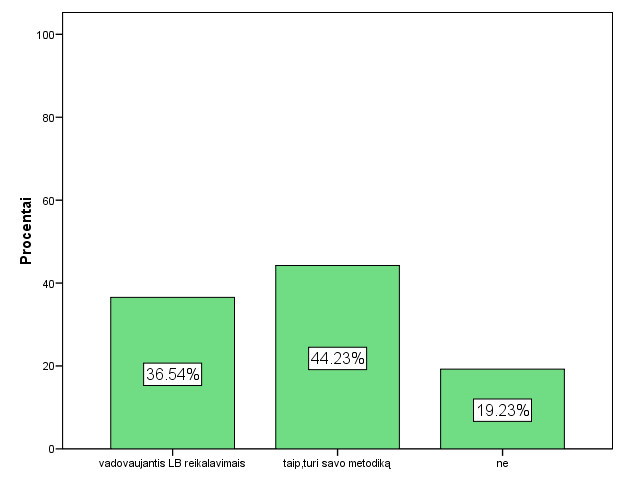 Procentai
100
80
60
40
20
0
36.54%
44.23%
19.23%
vadovaujantis LB reikalavimais
taip,turi savo metodiką
ne